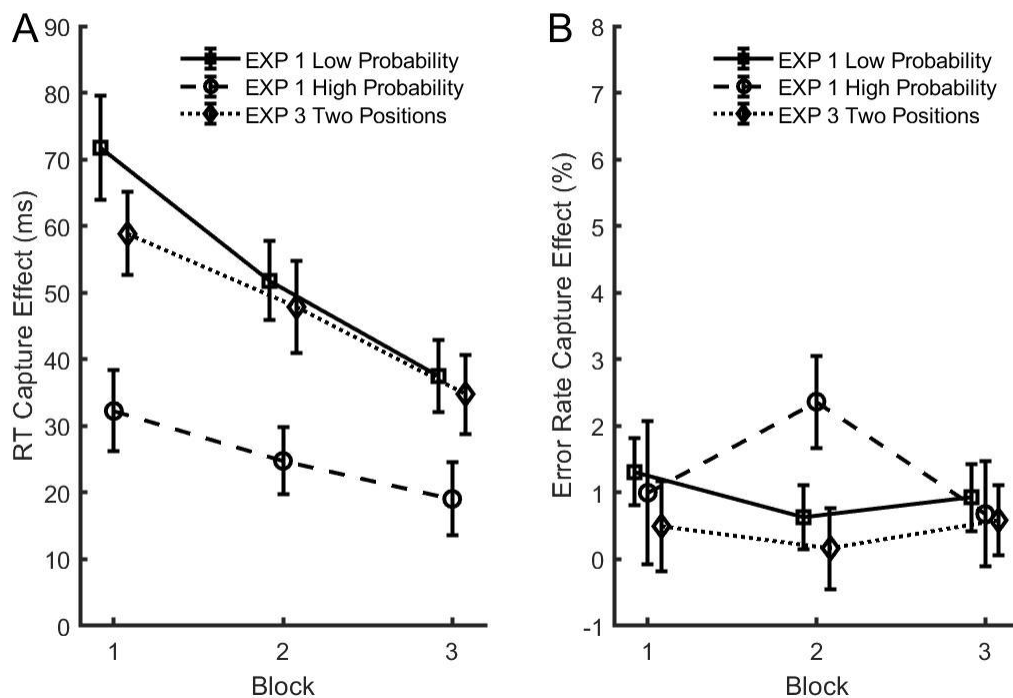 A
90
80
70
60
50
40
30
20
10
0
RT Capture Effect (ms)
EXP 1 Low Probability
EXP 1 High Probability
EXP 3 Two Positions
1 2 3
Block
B
8
7
6
5
4
3
2
1
0
-1
Error Rate Capture Effect (%)
EXP 1 Low Probability
EXP 1 High Probability
EXP 3 Two Positions
1 2 3
Block